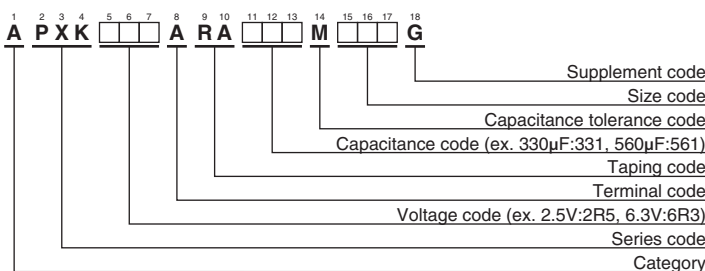 1 2 3 4 5 6 7 8 9 10 11 12 13 14 15 16 17 18
A P X K A R A M G
Supplement code
Size code
Capacitance tolerance code
Capacitance code (ex. 330µF:331, 560µF:561)
Taping code
Terminal code
Voltage code (ex. 2.5V:2R5, 6.3V:6R3)
Series code
Category